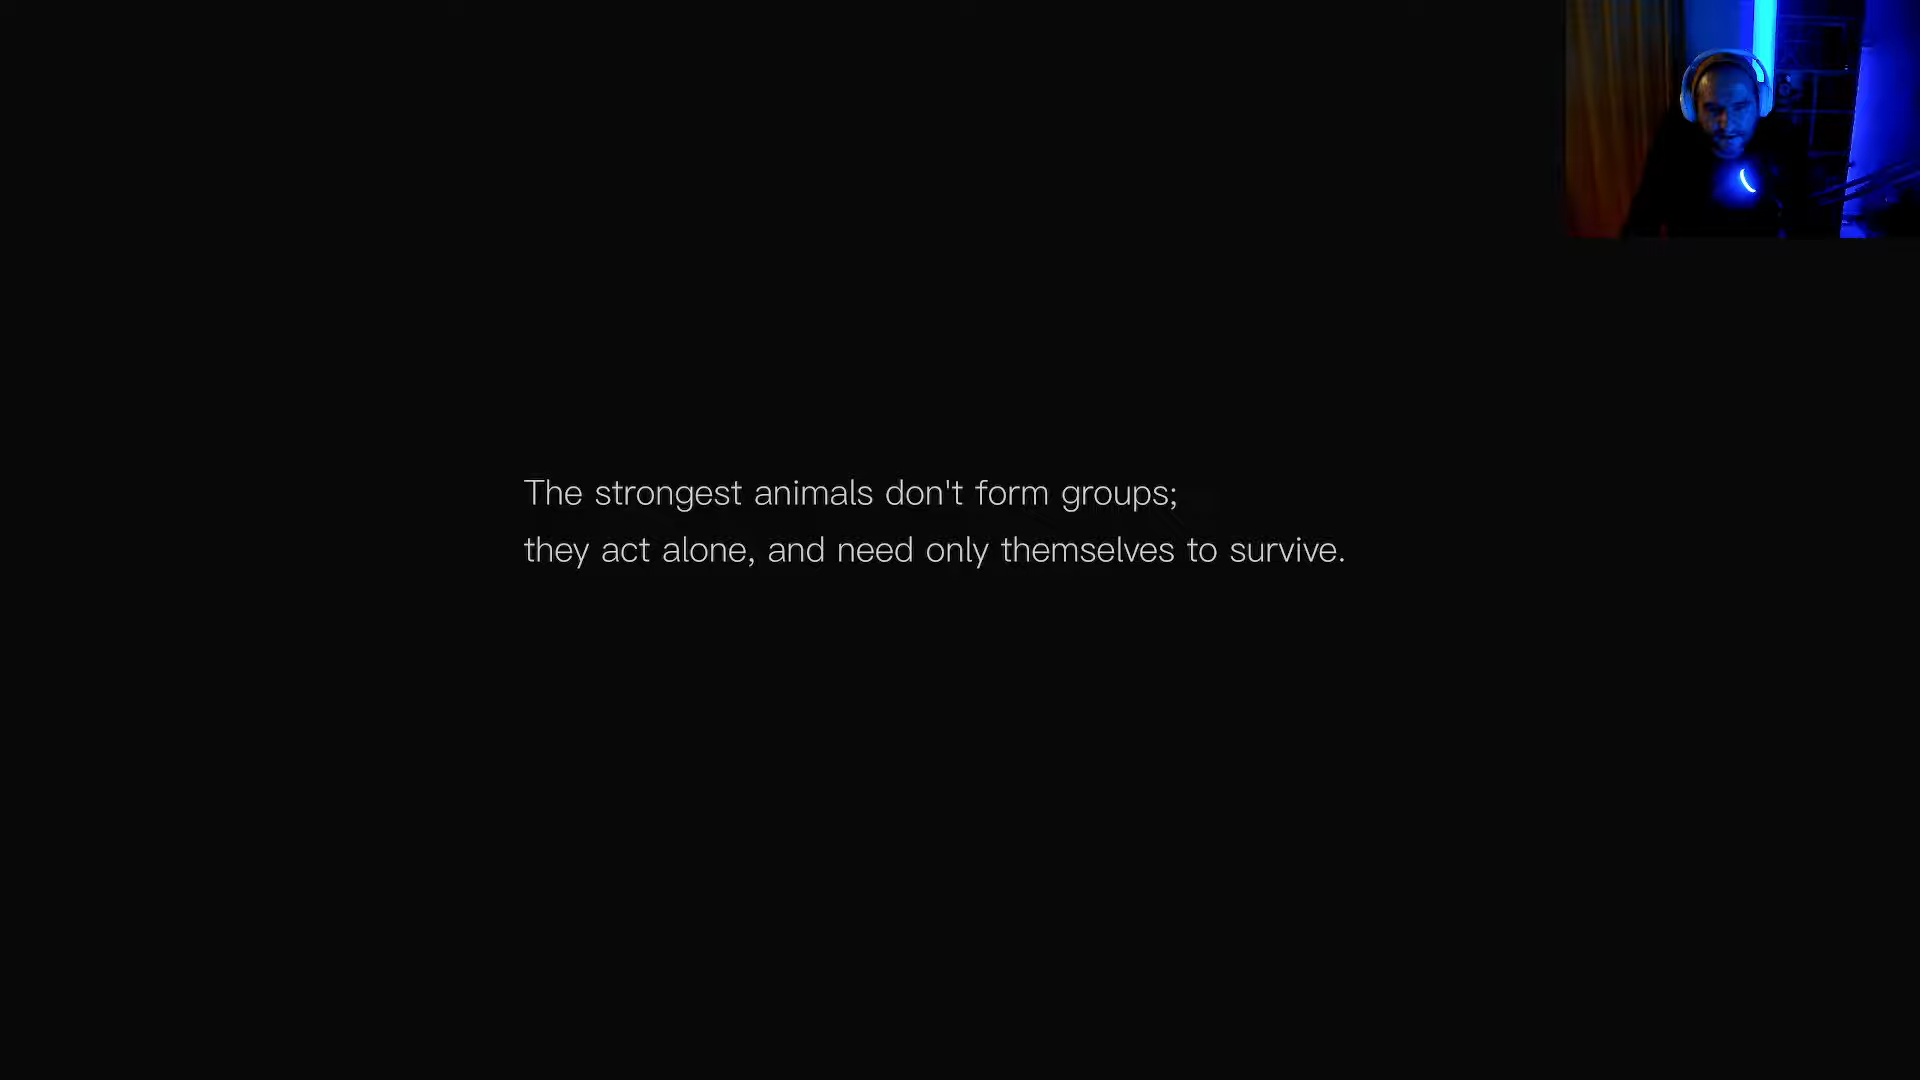 The strongest animals don't form groups;
they act alone, and need only themselves to survive.